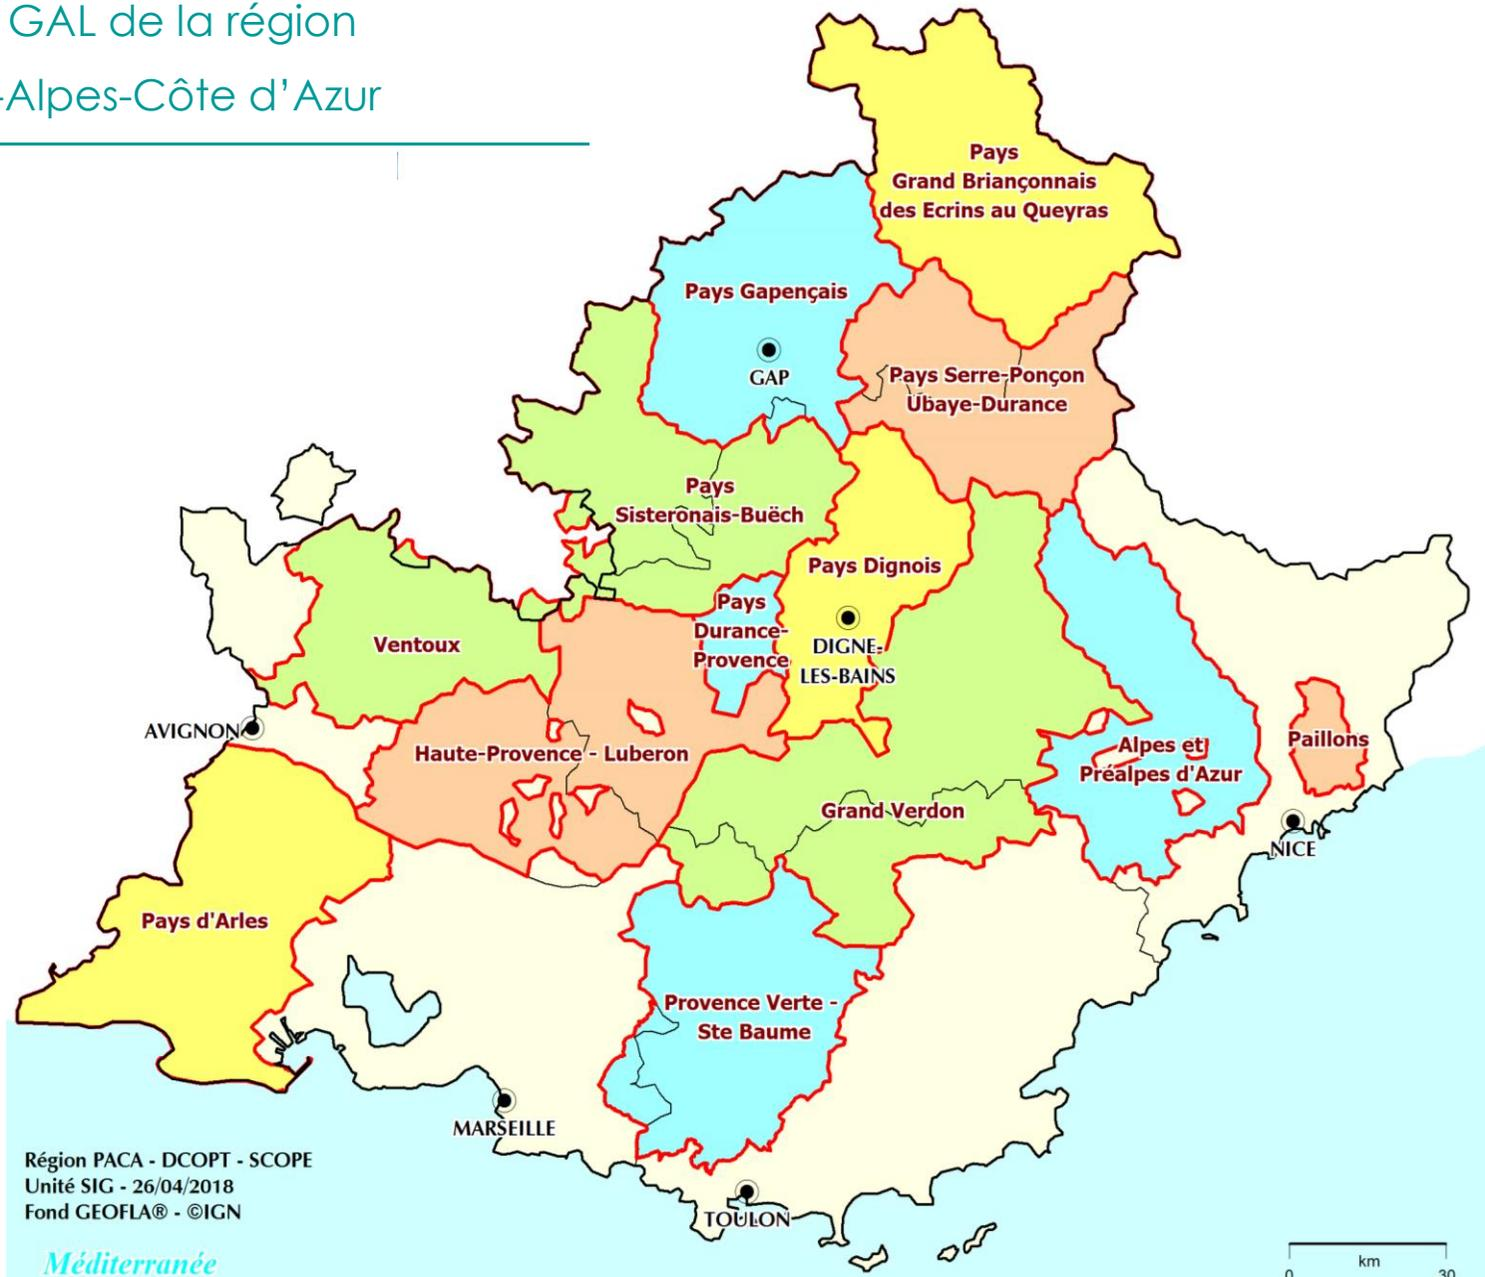 GAL de la région
-Alpes-Côte d’Azur
Pays
Grand Briançonnais
des Ecrins au Queyras
Pays Gapençais
GAP
Pays Serre-Ponçon
Ubaye-Durance
Pays
Sisteronais-Buëch
Pays Dignois
Pays
Durance-
Provence
DIGNE-
LES-BAINS
Ventoux
AVIGNON
Haute-Provence - Luberon
Alpes et
Préalpes d'Azur
Paillons
Grand Verdon
NICE
Pays d'Arles
Provence Verte -
Ste Baume
MARSEILLE
TOULON
Région PACA - DCOPT - SCOPE
Unité SIG - 26/04/2018
Fond GEOFLA® - ©IGN
Méditerranée
km
0 30